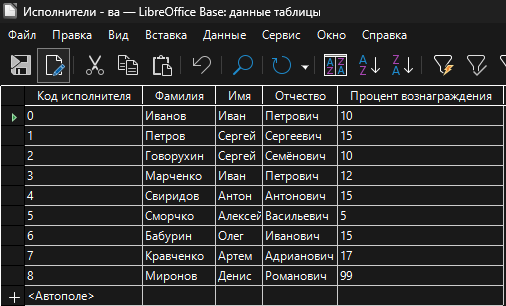 Исполнители - ва — LibreOffice Base: данные таблицы
Файл Правка Вид Вставка Данные Сервис Окно Справка
Код исполнителя Фамилия Имя Отчество Процент вознаграждения
0 Иванов Иван Петрович 10
1 Петров Сергей Сергеевич 15
2 Говорухин Сергей Семёнович 10
3 Марченко Иван Петрович 12
4 Свиридов Антон Антонович 15
5 Сморчко Алексей Васильевич 5
6 Бабурин Олег Иванович 15
7 Кравченко Артем Адрианович 17
8 Миронов Денис Романович 99
<Автополе>